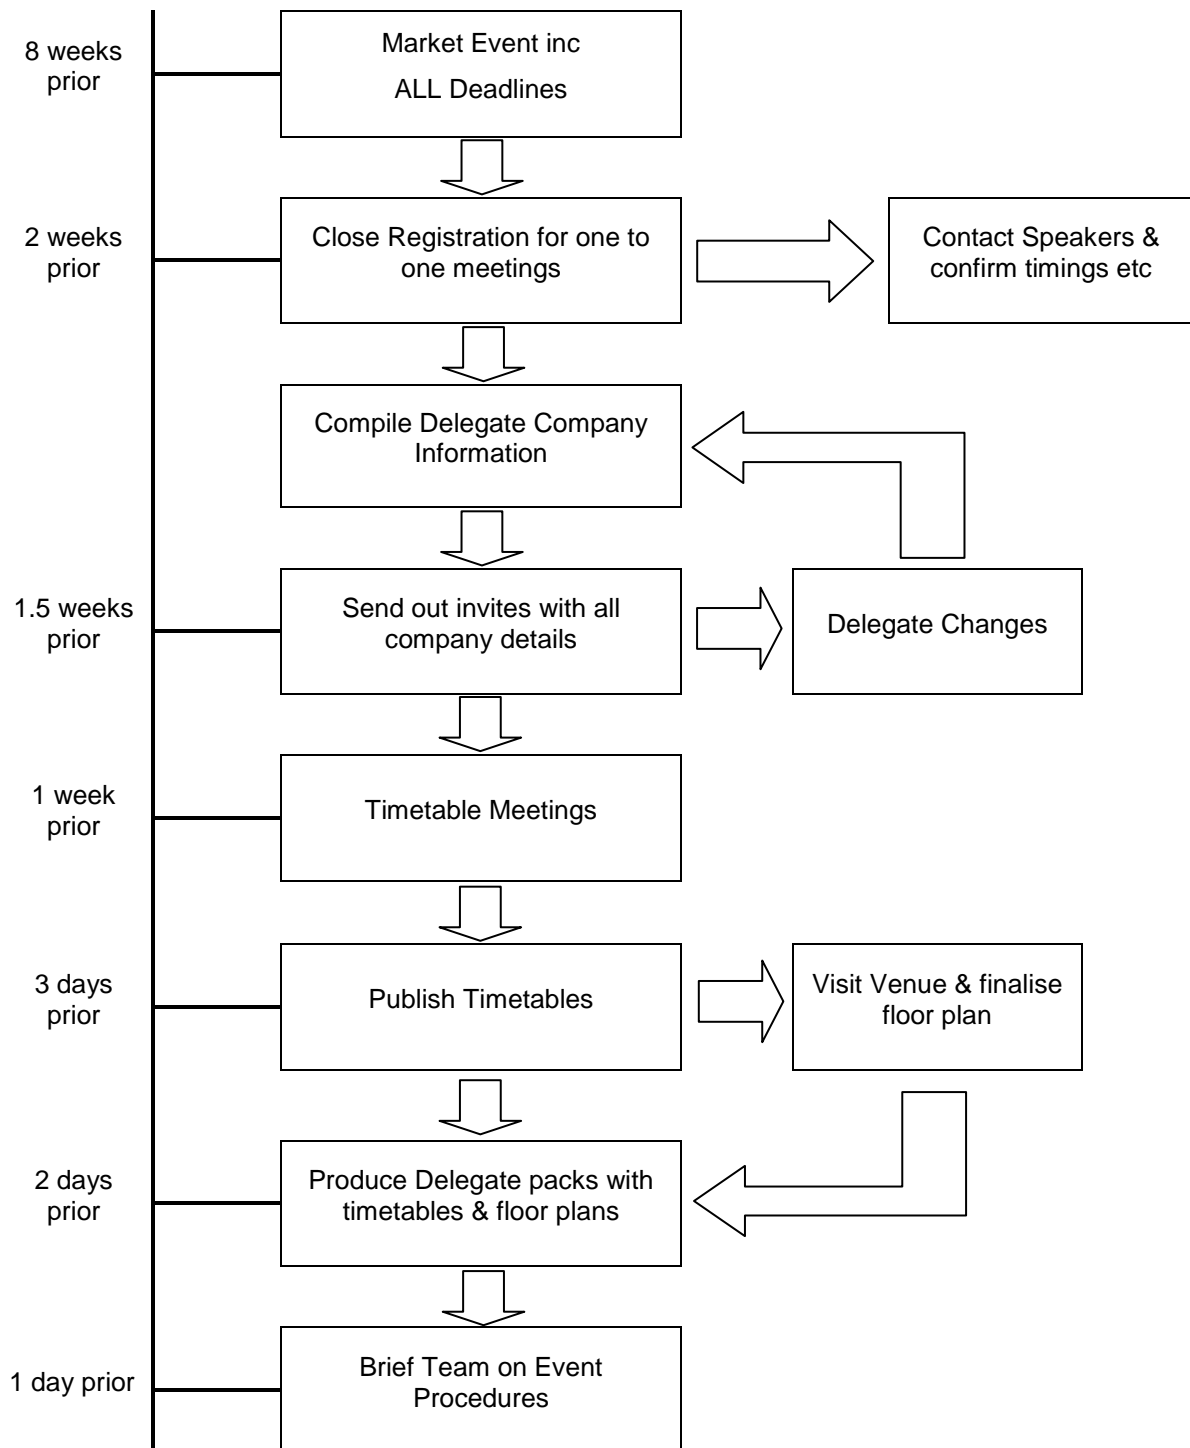 8 weeks
prior
Market Event inc
ALL Deadlines
2 weeks
prior
Close Registration for one to
one meetings
Contact Speakers &
confirm timings etc
Compile Delegate Company
Information
1.5 weeks
prior
Send out invites with all
company details
Delegate Changes
1 week
prior
Timetable Meetings
3 days
prior
Publish Timetables
Visit Venue & finalise
floor plan
2 days
prior
Produce Delegate packs with
timetables & floor plans
1 day prior
Brief Team on Event
Procedures